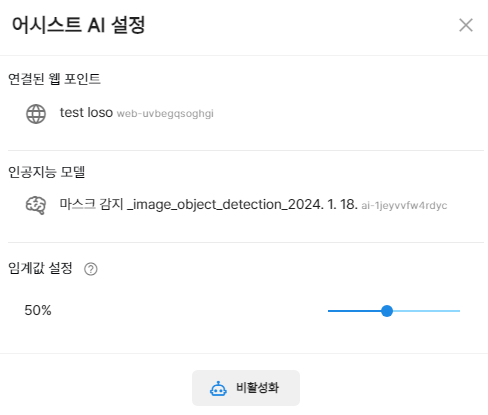 어시스트 AI 설정
연결된 웹 포인트
test loso web-uvbegqsoghgi
인공지능 모델
마스크 감지 _image_object_detection_2024. 1. 18. ai-1jeyvvfw4rdyc
임계값 설정 ?
50%
비활성화